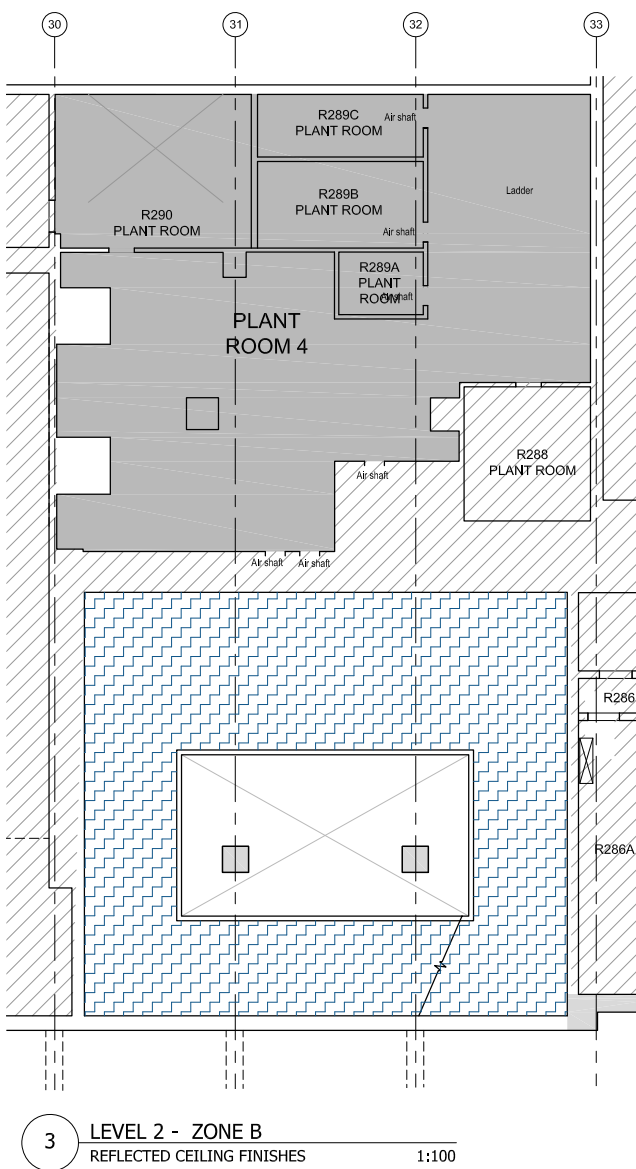 30
31
32
33
R289C
PLANT ROOM
Air shaft
R289B
PLANT ROOM
Air shaft
Ladder
R290
PLANT ROOM
R289A
PLANT
ROOM
Air shaft
PLANT
ROOM 4
R288
PLANT ROOM
Air shaft
Air shaft
Air shaft
R286
R286A
3
LEVEL 2 - ZONE B
REFLECTED CEILING FINISHES
1:100